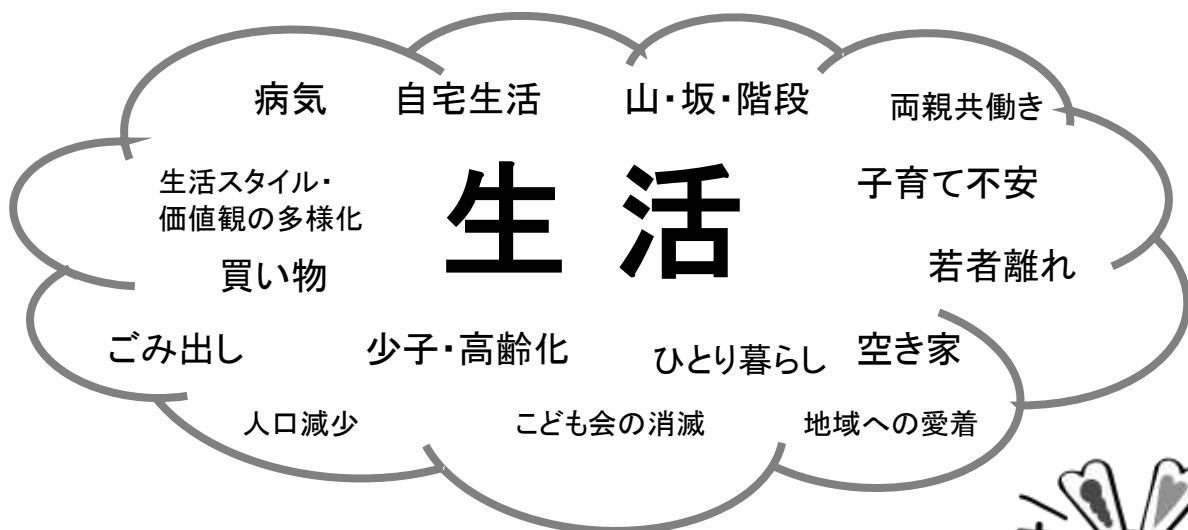 病気
自宅生活
山・坂・階段
両親共働き
生活スタイル・
価値観の多様化
生活
子育て不安
買い物
若者離れ
ごみ出し
少子・高齢化
ひとり暮らし
空き家
人口減少
こども会の消滅
地域への愛着